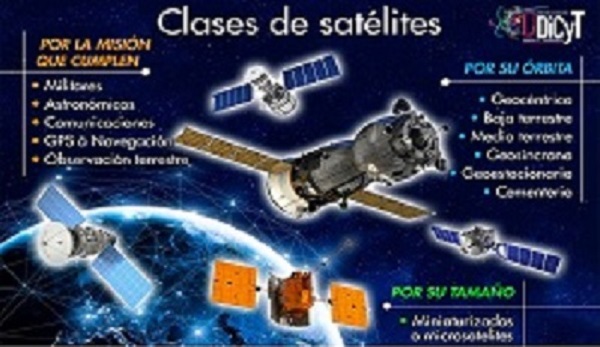 Clases de satélites
DiCyT
POR LA MISIÓN
QUE CUMPLEN
• Militares
• Astronómicos
• Comunicaciones
• GPS ó Navegación
• Observación terrestre
POR SU ÓRBITA
• Geocéntrica
• Baja terrestre
• Media terrestre
• Geosíncrona
• Geoestacionaria
• Cementerio
POR SU TAMAÑO
• Miniaturizados
o microsatelites